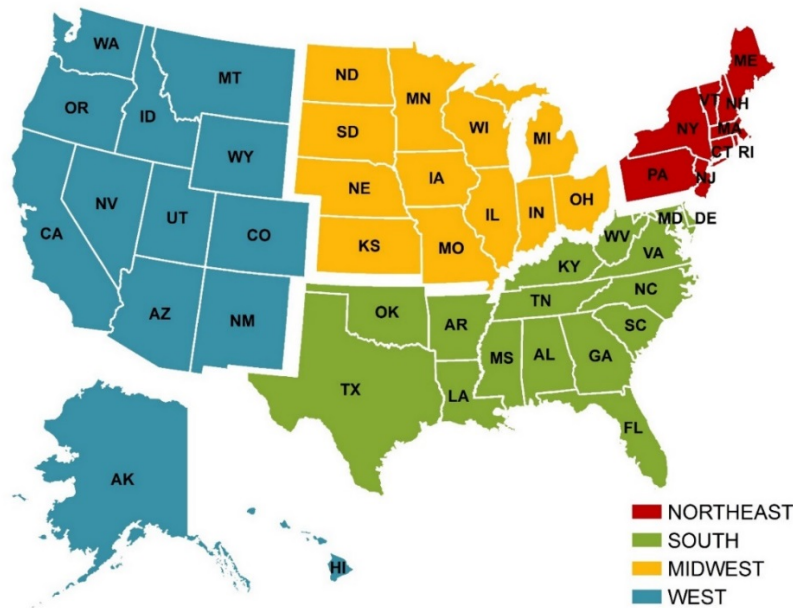 WA
MT
ND
MN
ME
OR
ID
VT
NH
SD
WI
MI
NY
MA
WY
CT
RI
IA
NE
PA
NJ
NV
UT
IL
IN
OH
CA
CO
KS
MO
WV
MD
DE
VA
KY
AZ
NM
OK
TN
NC
AR
SC
MS
AL
GA
TX
LA
FL
AK
HI
NORTHEAST
SOUTH
MIDWEST
WEST